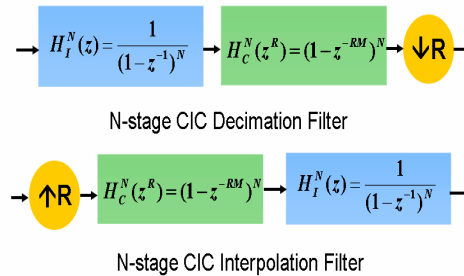 H_I^N(z) = 1/(1-z^{-1})^N
H_C^N(z^R) = (1-z^{-RM})^N
↓R
N-stage CIC Decimation Filter
↑R
H_C^N(z^R) = (1-z^{-RM})^N
H_I^N(z) = 1/(1-z^{-1})^N
N-stage CIC Interpolation Filter